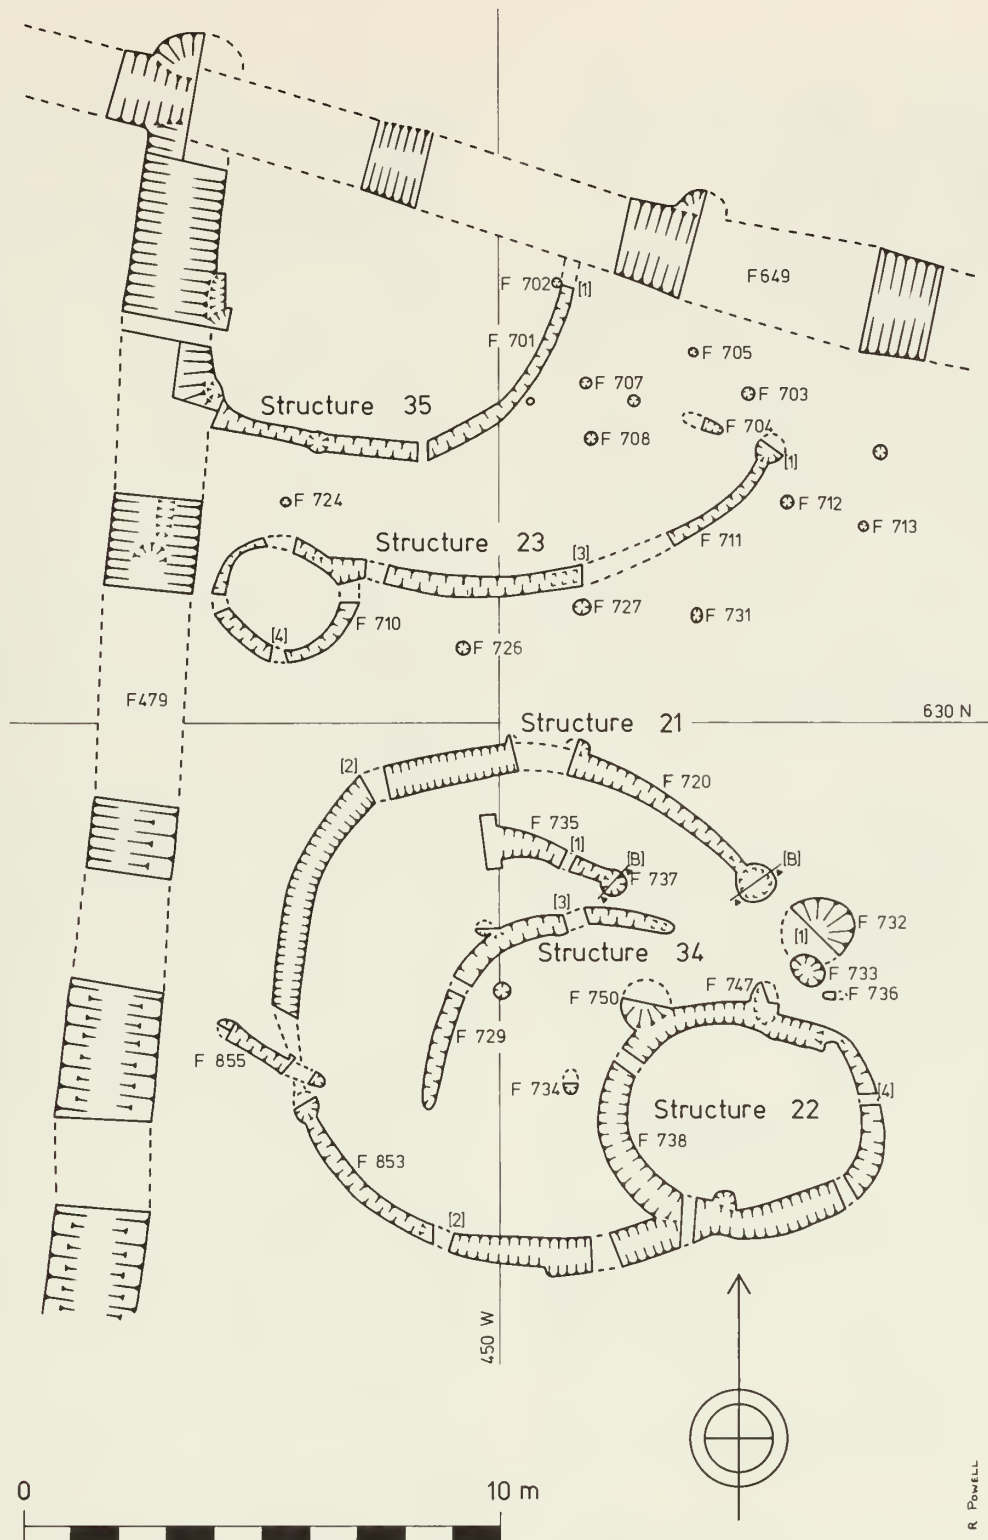 F 702
[1]
F 649
F 701
F 705
F 707
F 703
Structure 35
F 704
F 708
[1]
F 724
F 712
F 713
Structure 23
[3]
F 711
F 727
F 731
F 710
[4]
F 726
F479
630 N
Structure 21
[2]
F 720
F 735
[1]
[B]
[B]
F 737
[3]
F 732
[1]
Structure 34
F 733
F 750
F 747
F 736
F 729
F 855
F 734
[4]
Structure 22
F 738
F 853
[2]
450 W
0
10 m
R POWELL